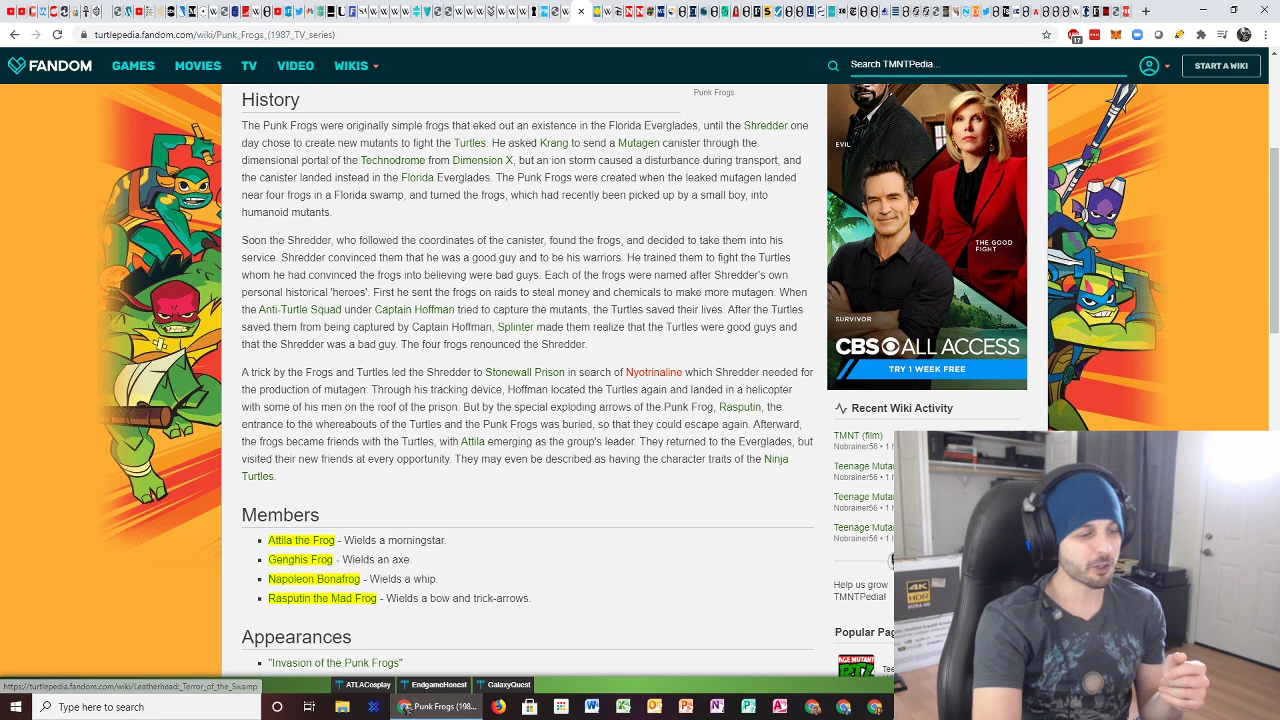 turtlepedia.fandom.com/wiki/Punk_Frogs_(1987_TV_series)
17
FANDOM
GAMES
MOVIES
TV
VIDEO
WIKIS
Search TMNTPedia...
START A WIKI
History
Punk Frogs
The Punk Frogs were originally simple frogs that eked out an existence in the Florida Everglades, until the Shredder one
day chose to create new mutants to fight the Turtles. He asked Krang to send a Mutagen canister through the
dimensional portal of the Technodrome from Dimension X, but an ion storm caused a disturbance during transport, and
the canister landed instead in the Florida Everglades. The Punk Frogs were created when the leaked mutagen landed
near four frogs in a Florida swamp, and turned the frogs, which had recently been picked up by a small boy, into
humanoid mutants.
Soon the Shredder, who followed the coordinates of the canister, found the frogs, and decided to take them into his
service. Shredder convinced them that he was a good guy and to be his warriors. He trained them to fight the Turtles
whom he had convinced the frogs into believing were bad guys. Each of the frogs were named after Shredder's own
personal historical 'heroes'. First he sent the frogs on raids to steal money and chemicals to make more mutagen. When
the Anti-Turtle Squad under Captain Hoffman tried to capture the mutants, the Turtles saved their lives. After the Turtles
saved them from being captured by Captain Hoffman, Splinter made them realize that the Turtles were good guys and
that the Shredder was a bad guy. The four frogs renounced the Shredder.
A trick by the Frogs and Turtles led the Shredder to Stonewall Prison in search of Nyotrinaline which Shredder needed for
the production of mutagen. Through his tracking device, Hoffman located the Turtles again and landed in a helicopter
with some of his men on the roof of the prison. But by the special exploding arrows of the Punk Frog, Rasputin, the
entrance to the whereabouts of the Turtles and the Punk Frogs was buried, so that they could escape again. Afterward,
the frogs became friends with the Turtles, with Attila emerging as the group's leader. They returned to the Everglades, but
visited their new friends at every opportunity. They may even be described as having the character traits of the Ninja
Turtles.
Members
Attila the Frog - Wields a morningstar.
Genghis Frog - Wields an axe.
Napoleon Bonafrog - Wields a whip.
Rasputin the Mad Frog - Wields a bow and trick-arrows.
Appearances
"Invasion of the Punk Frogs"
EVIL
THE GOOD
FIGHT
SURVIVOR
CBS ALL ACCESS
TRY 1 WEEK FREE
Recent Wiki Activity
TMNT (film)
Nobrainer56 • 1 h
Teenage Muta
Nobrainer56 • 1 h
Teenage Muta
Nobrainer56 • 1 h
Teenage Muta
Nobrainer56 • 1 h
Help us grow
TMNTPedia!
Popular Pag
Tee
4K
HDR
ULTRA HD
https://turtlepedia.fandom.com/wiki/Leatherhead:_Terror_of_the_Swamp
ATLACosplay
EndgameHonest
GalaxyQuest
Type here to search
Punk Frogs (198...